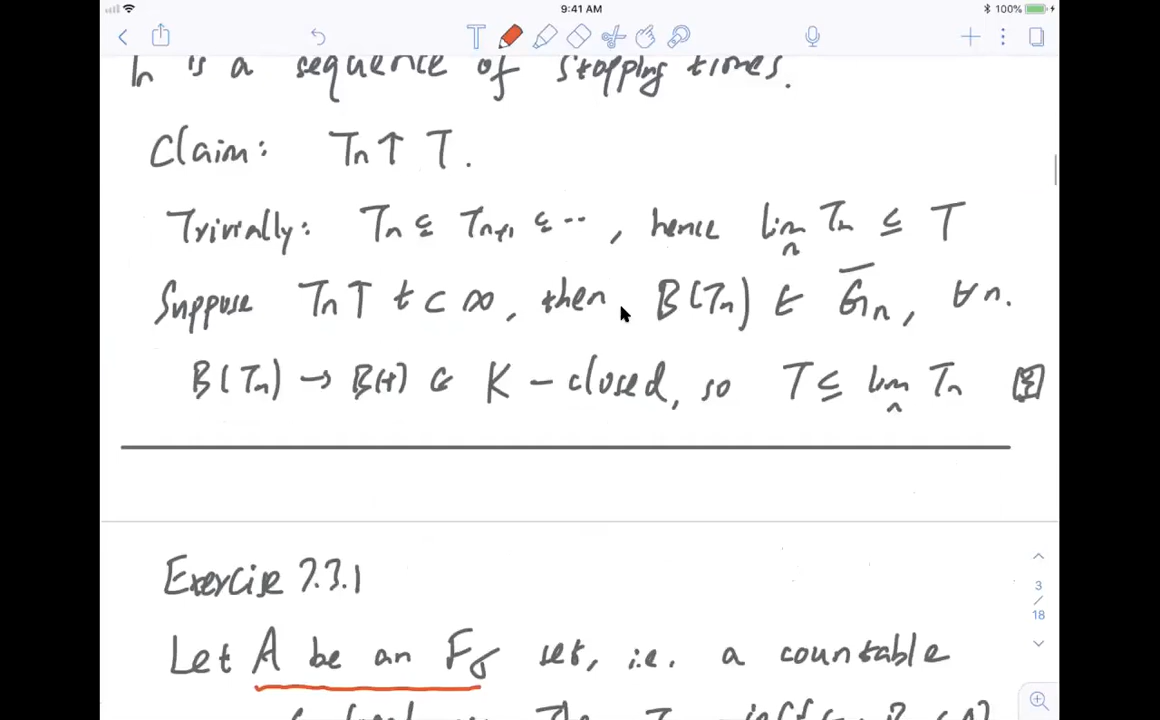 9:41 AM
100%
is a sequence of stopping times.
Claim: Tn ↑ T.
Trivially: Tn ≤ Tn+1 ≤ ··, hence lim n Tn ≤ T
Suppose Tn ↑ t < ∞, then B(Tn) ∈ G̅n, ∀n.
B(Tn) → B(t) ∈ K – closed, so T ≤ lim n Tn
Exercise 7.3.1
Let A be an Fσ set, i.e. a countable
3
/
18